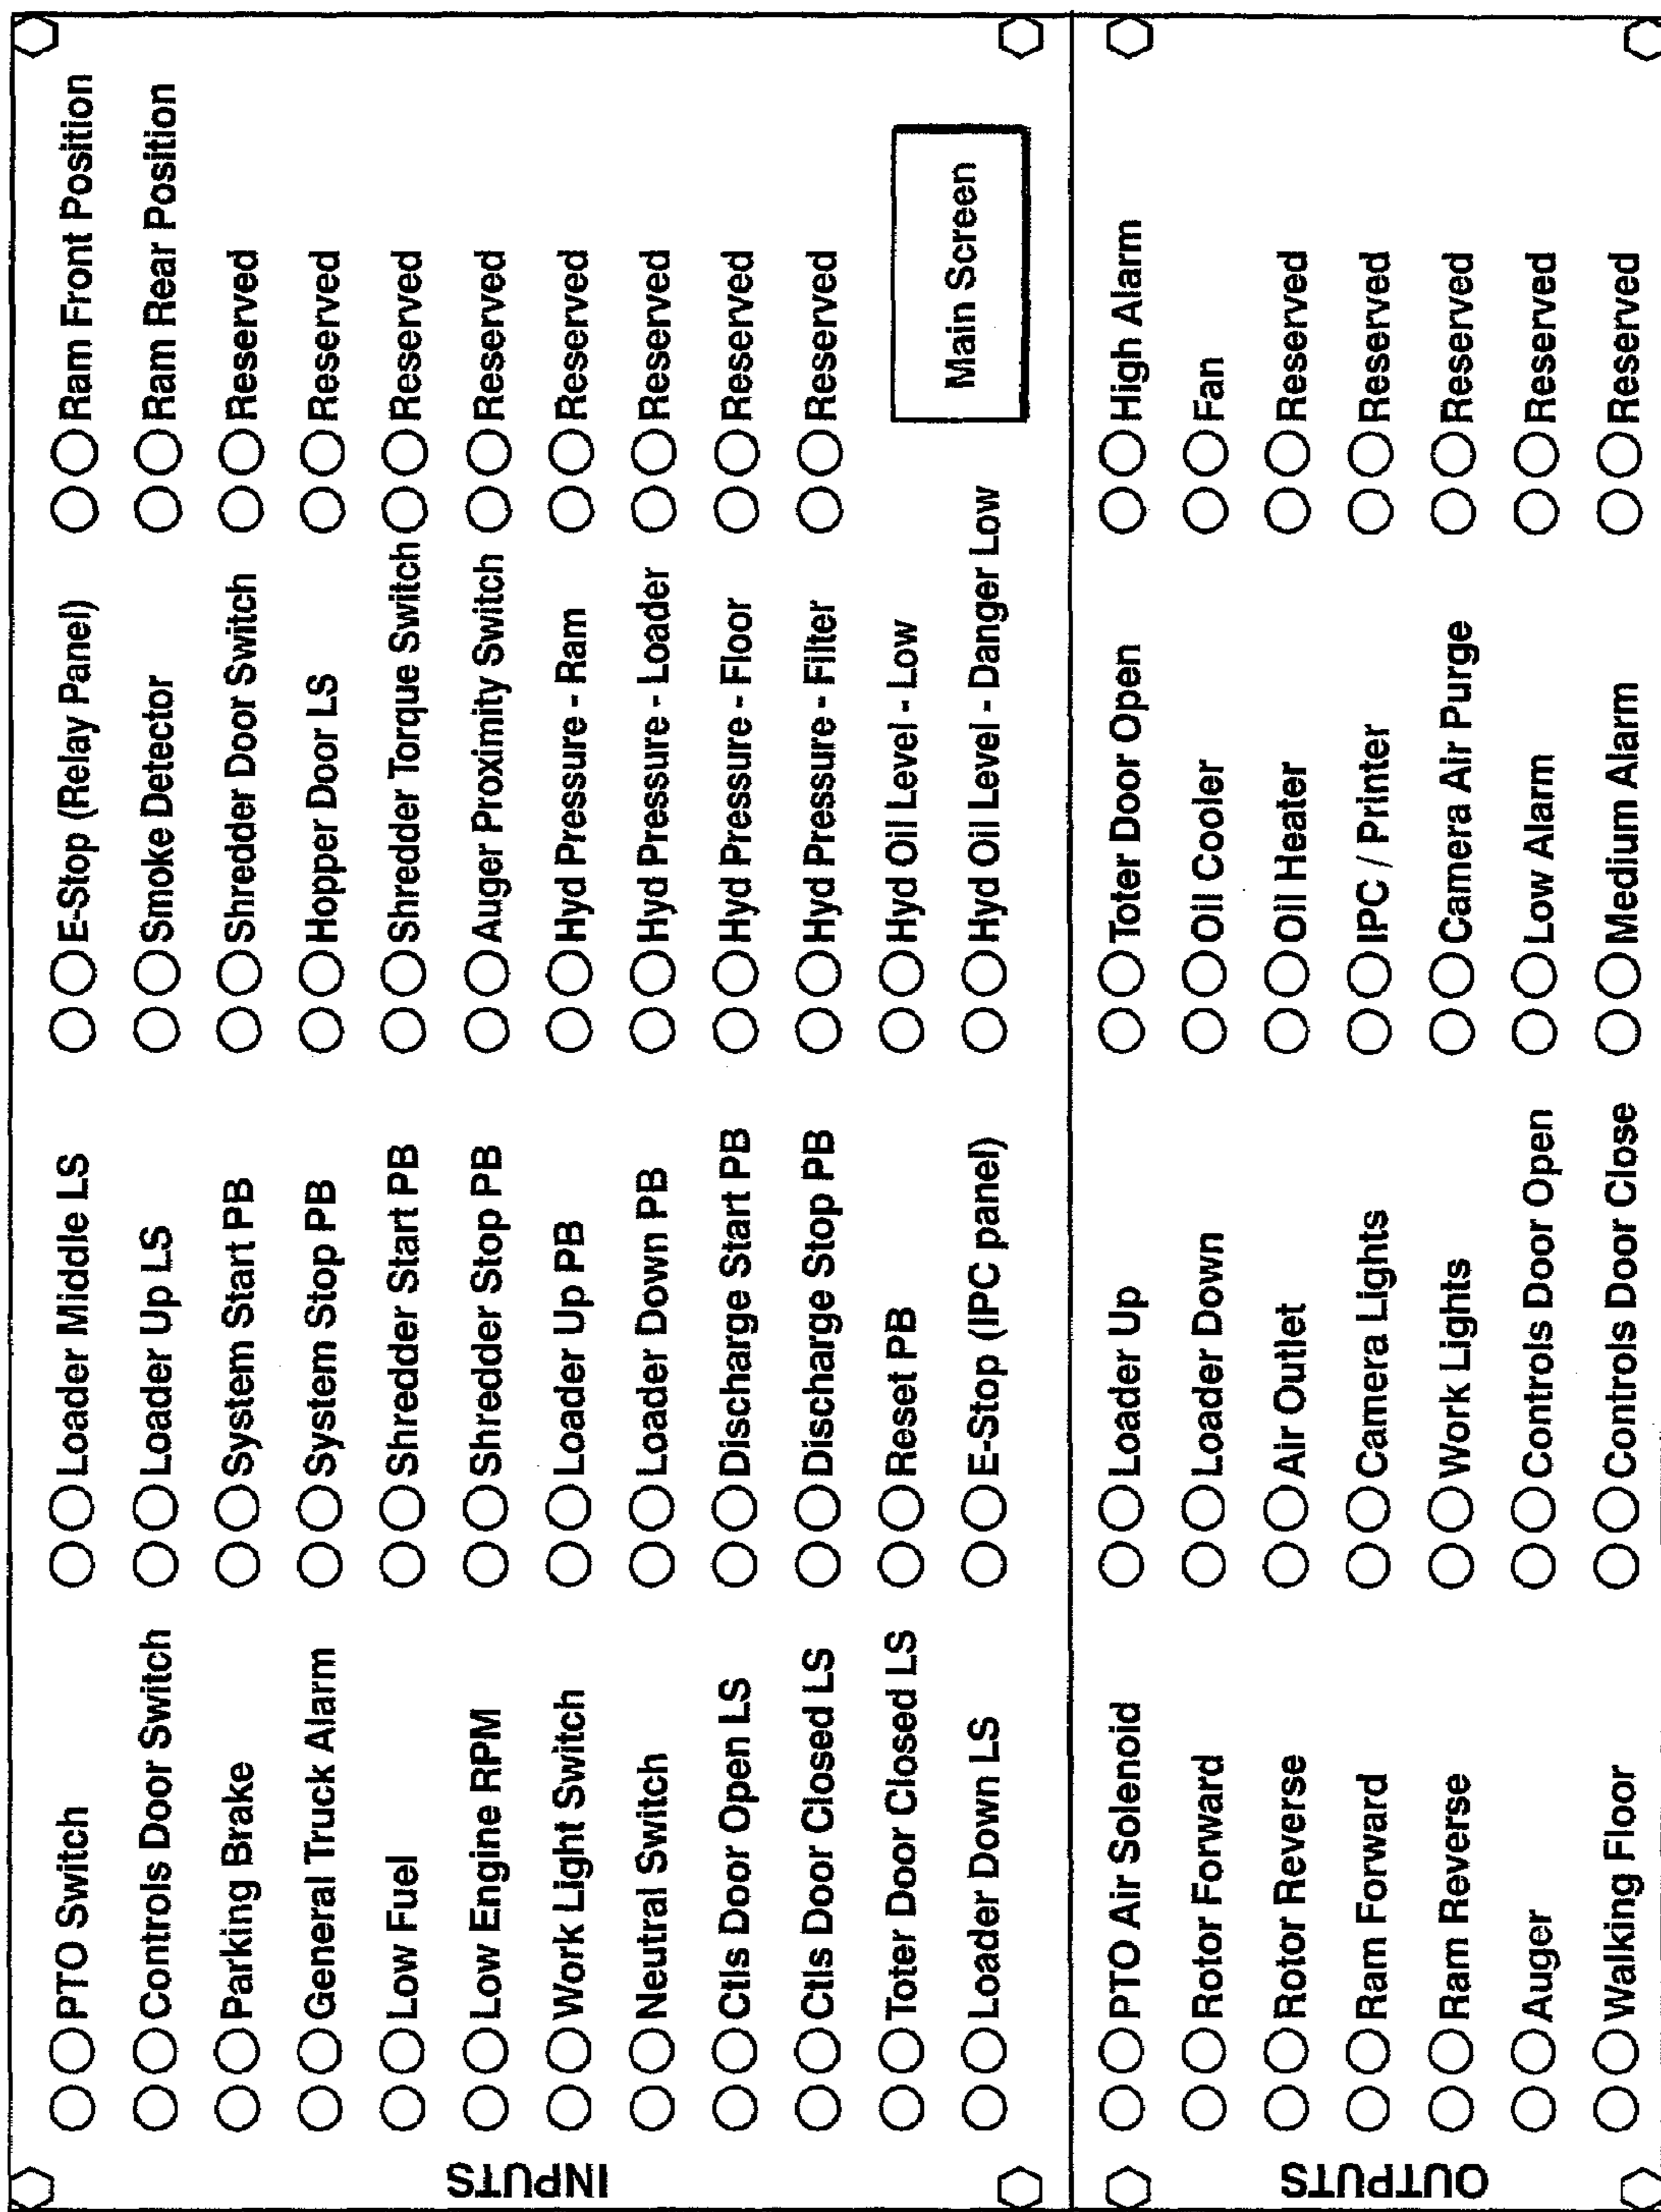 INPUTS
PTO Switch
Controls Door Switch
Parking Brake
General Truck Alarm
Low Fuel
Low Engine RPM
Work Light Switch
Neutral Switch
Ctls Door Open LS
Ctls Door Closed LS
Toter Door Closed LS
Loader Down LS
Loader Middle LS
Loader Up LS
System Start PB
System Stop PB
Shredder Start PB
Shredder Stop PB
Loader Up PB
Loader Down PB
Discharge Start PB
Discharge Stop PB
Reset PB
E-Stop (IPC panel)
E-Stop (Relay Panel)
Smoke Detector
Shredder Door Switch
Hopper Door LS
Shredder Torque Switch
Auger Proximity Switch
Hyd Pressure - Ram
Hyd Pressure - Loader
Hyd Pressure - Floor
Hyd Pressure - Filter
Hyd Oil Level - Low
Hyd Oil Level - Danger Low
Ram Front Position
Ram Rear Position
Reserved
Reserved
Reserved
Reserved
Reserved
Reserved
Reserved
Reserved
Main Screen
OUTPUTS
PTO Air Solenoid
Rotor Forward
Rotor Reverse
Ram Forward
Ram Reverse
Auger
Walking Floor
Loader Up
Loader Down
Air Outlet
Camera Lights
Work Lights
Controls Door Open
Controls Door Close
Toter Door Open
Oil Cooler
Oil Heater
IPC / Printer
Camera Air Purge
Low Alarm
Medium Alarm
High Alarm
Fan
Reserved
Reserved
Reserved
Reserved
Reserved